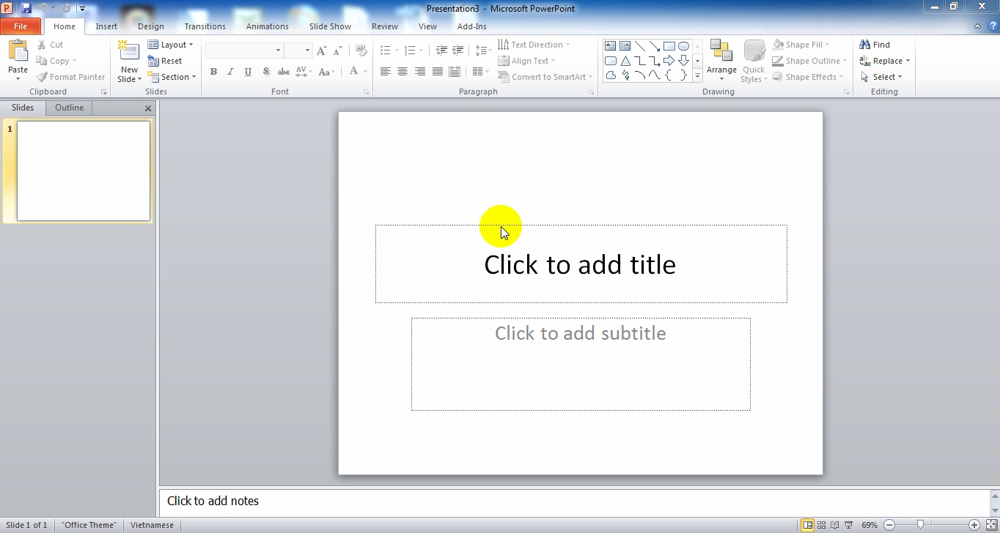 Presentation3 - Microsoft PowerPoint
File Home Insert Design Transitions Animations Slide Show Review View Add-Ins
Paste
Cut
Copy
Format Painter
Clipboard
New Slide
Layout
Reset
Section
Slides
B I U S abc AV Aa A
Font
Text Direction
Align Text
Convert to SmartArt
Paragraph
Arrange
Quick Styles
Shape Fill
Shape Outline
Shape Effects
Drawing
Find
Replace
Select
Editing
Slides Outline
1
Click to add title
Click to add subtitle
Click to add notes
Slide 1 of 1 "Office Theme" Vietnamese 69%